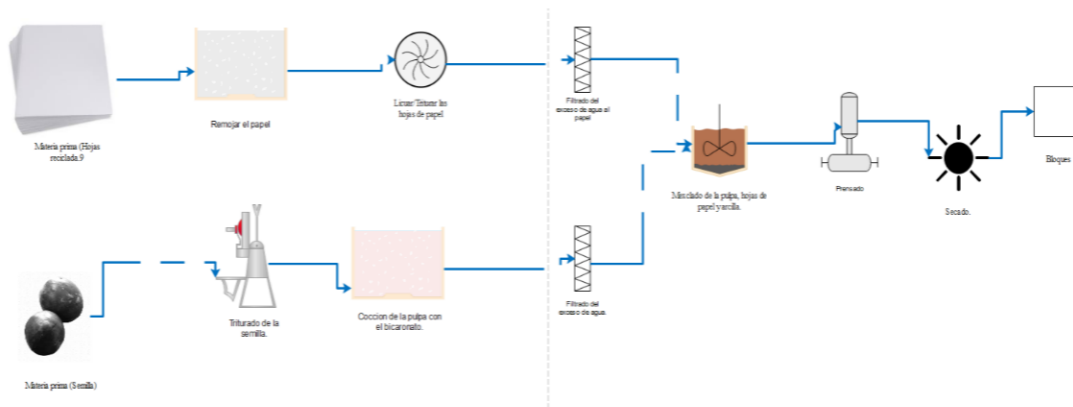 Remojar el papel
Licuar/Triturar las
hojas de papel
Filtrado del
exceso de agua al
papel
Materia prima (Hojas
reciclada.9
Mesclado de la pulpa, hojas de
papel y arcilla.
Prensado
Secado.
Bloques
Triturado de la
semilla.
Coccion de la pulpa con
el bicaronato.
Filtrado del
exceso de agua.
Materia prima (Semilla)